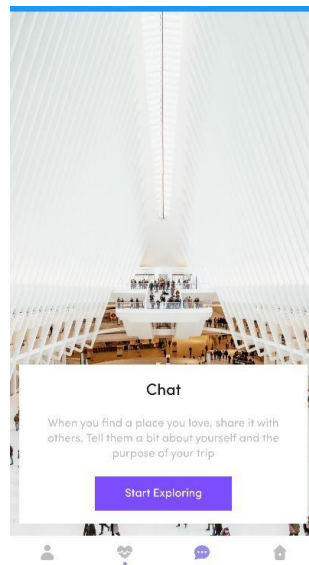 Chat
When you find a place you love, share it with
others. Tell them a bit about yourself and the
purpose of your trip
Start Exploring